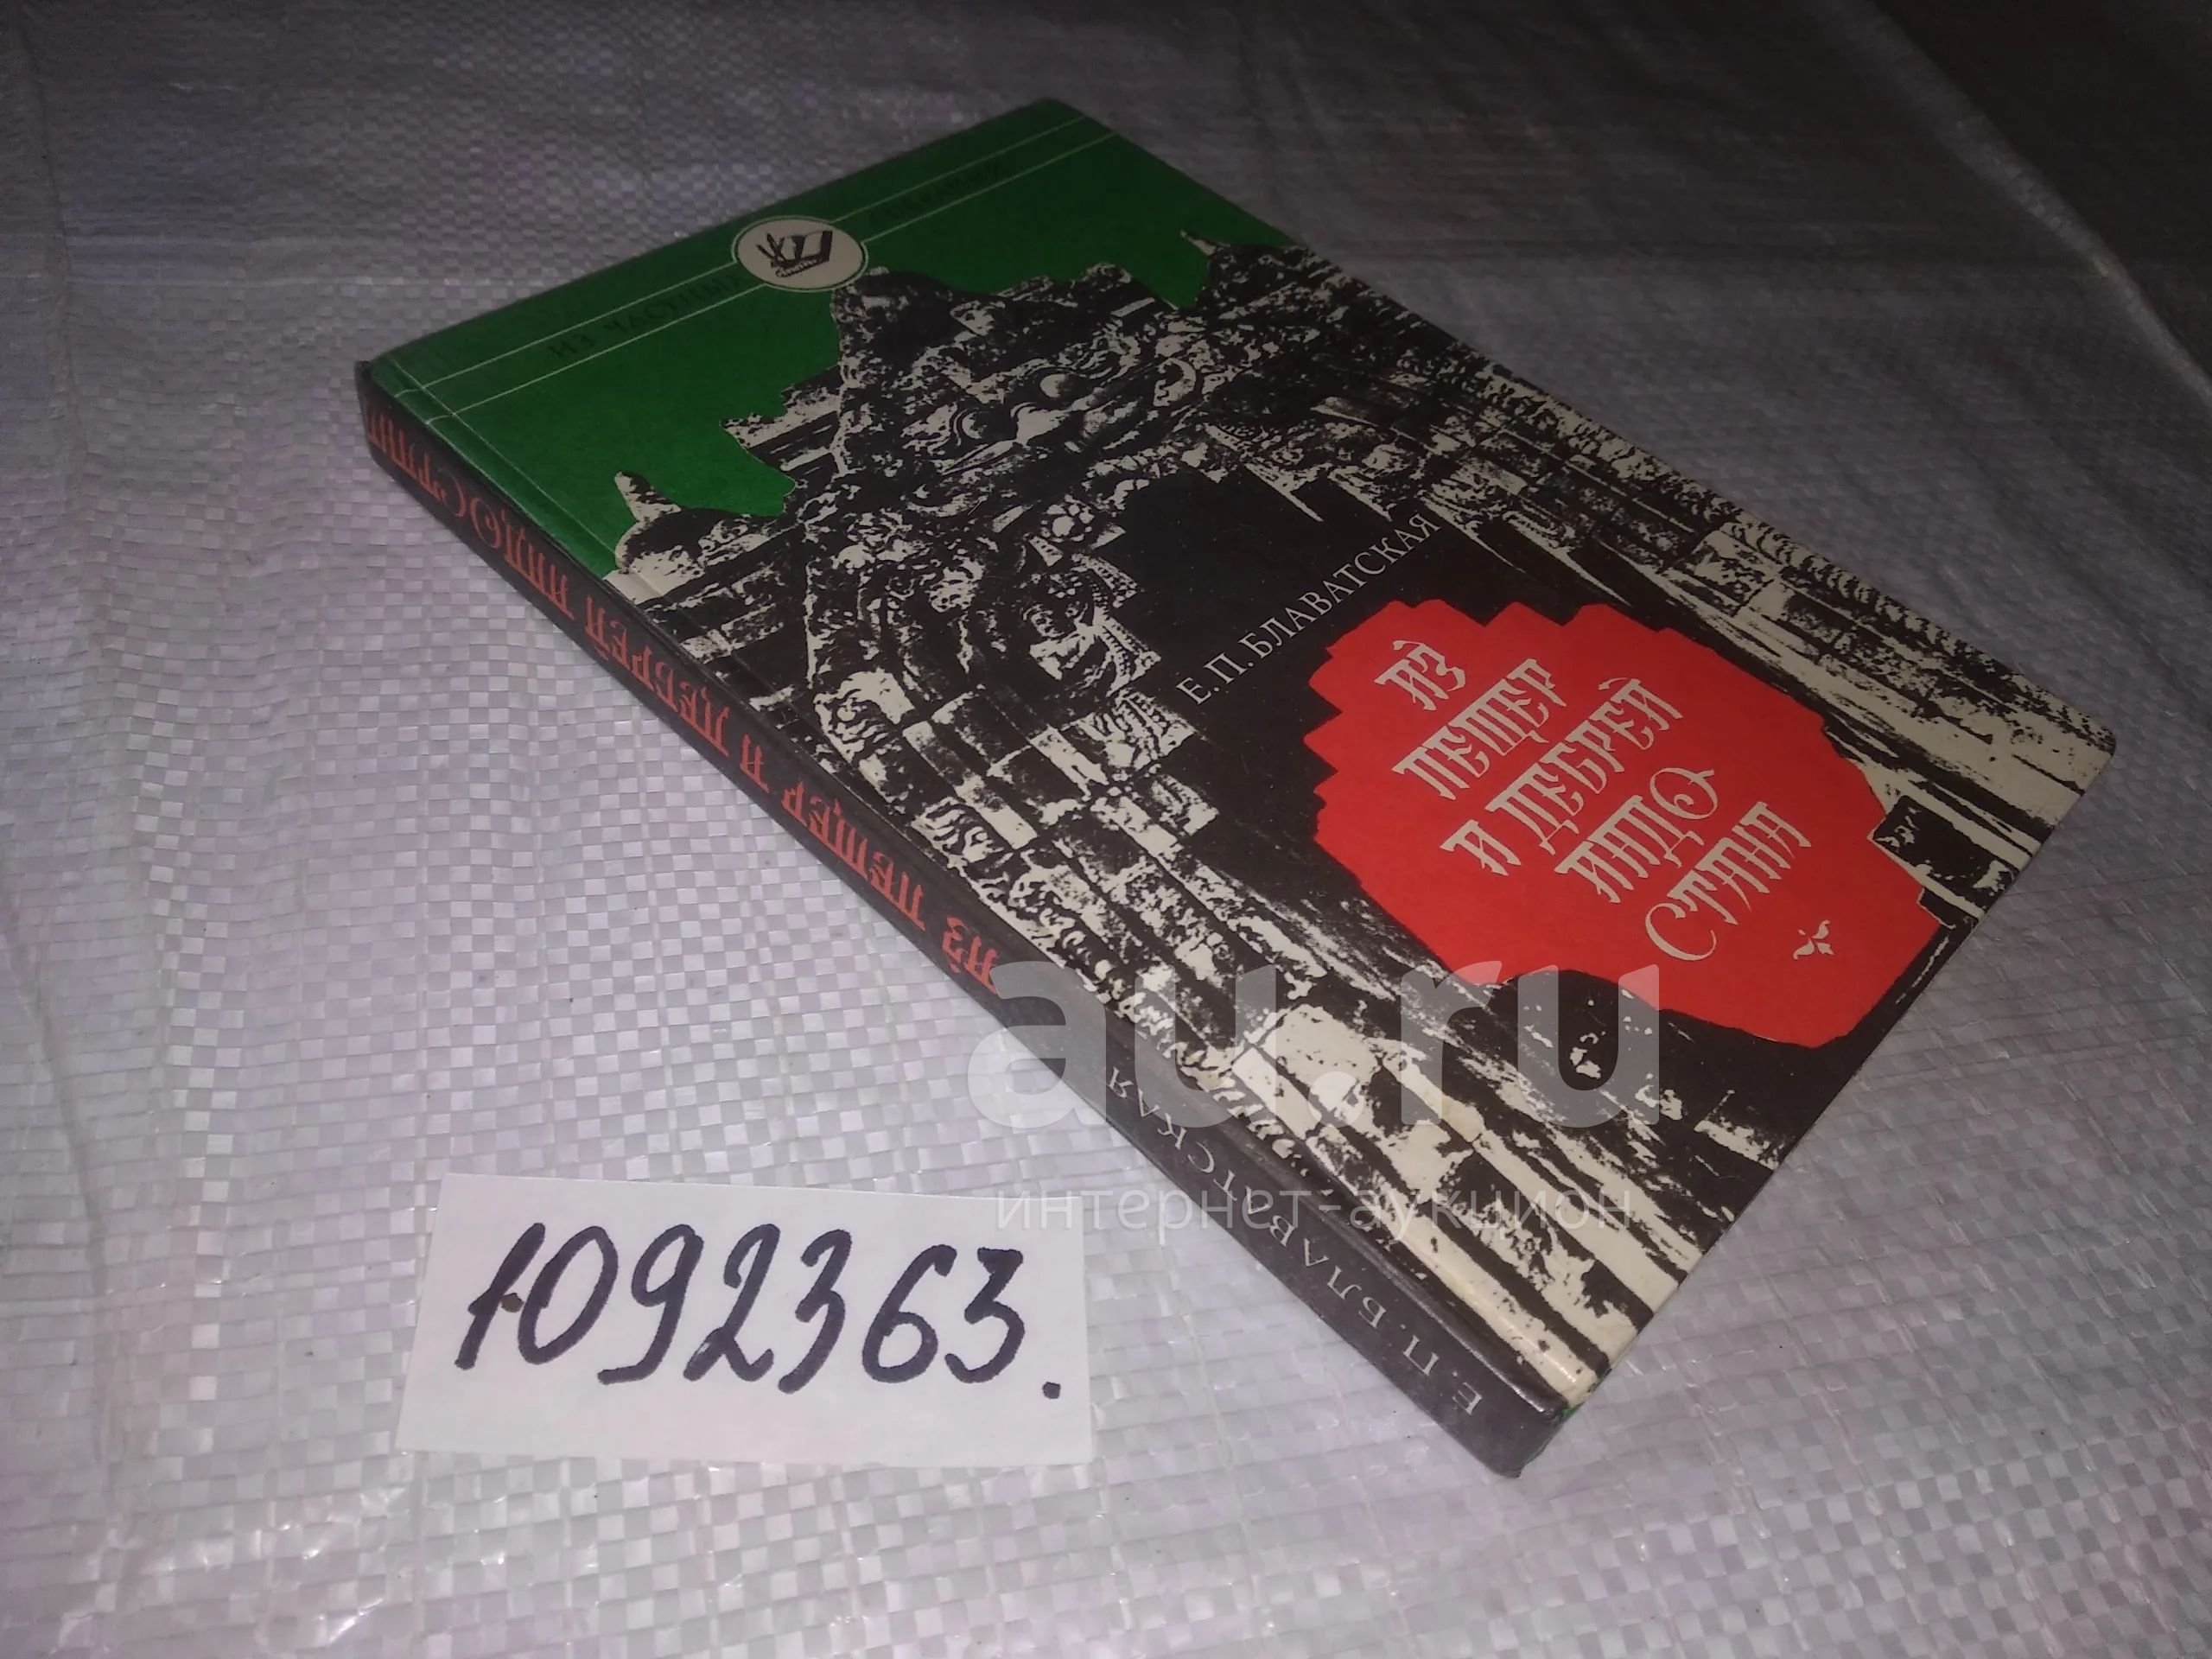 ИЗ ЧАСТНЫХ СОБРАНИЙ
Е.П. БЛАВАТСКАЯ
ИЗ
ПЕЩЕР
И ДЕБРЕЙ
ИНДО
СТАНА
Е.П. БЛАВАТСКАЯ
ИЗ ПЕЩЕР И ДЕБРЕЙ ИНДОСТАНА
au.ru
интернет-аукцион
1092363.